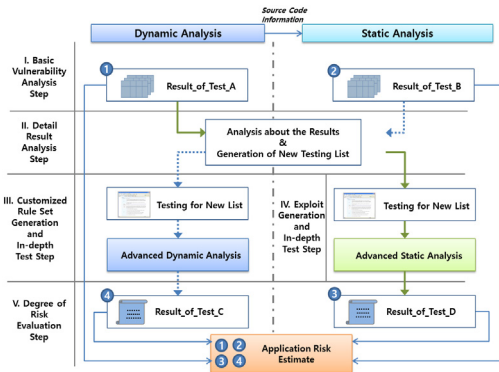 Source Code
Information
Dynamic Analysis
Static Analysis
I. Basic
Vulnerability
Analysis
Step
1
Result_of_Test_A
2
Result_of_Test_B
II. Detail
Result
Analysis
Step
Analysis about the Results
&
Generation of New Testing List
III. Customized
Rule Set
Generation
and
In-depth
Test Step
Testing for New List
Advanced Dynamic Analysis
IV. Exploit
Generation
and
In-depth
Test Step
Testing for New List
Advanced Static Analysis
V. Degree of
Risk
Evaluation
Step
4
Result_of_Test_C
3
Result_of_Test_D
1 2
3 4
Application Risk
Estimate